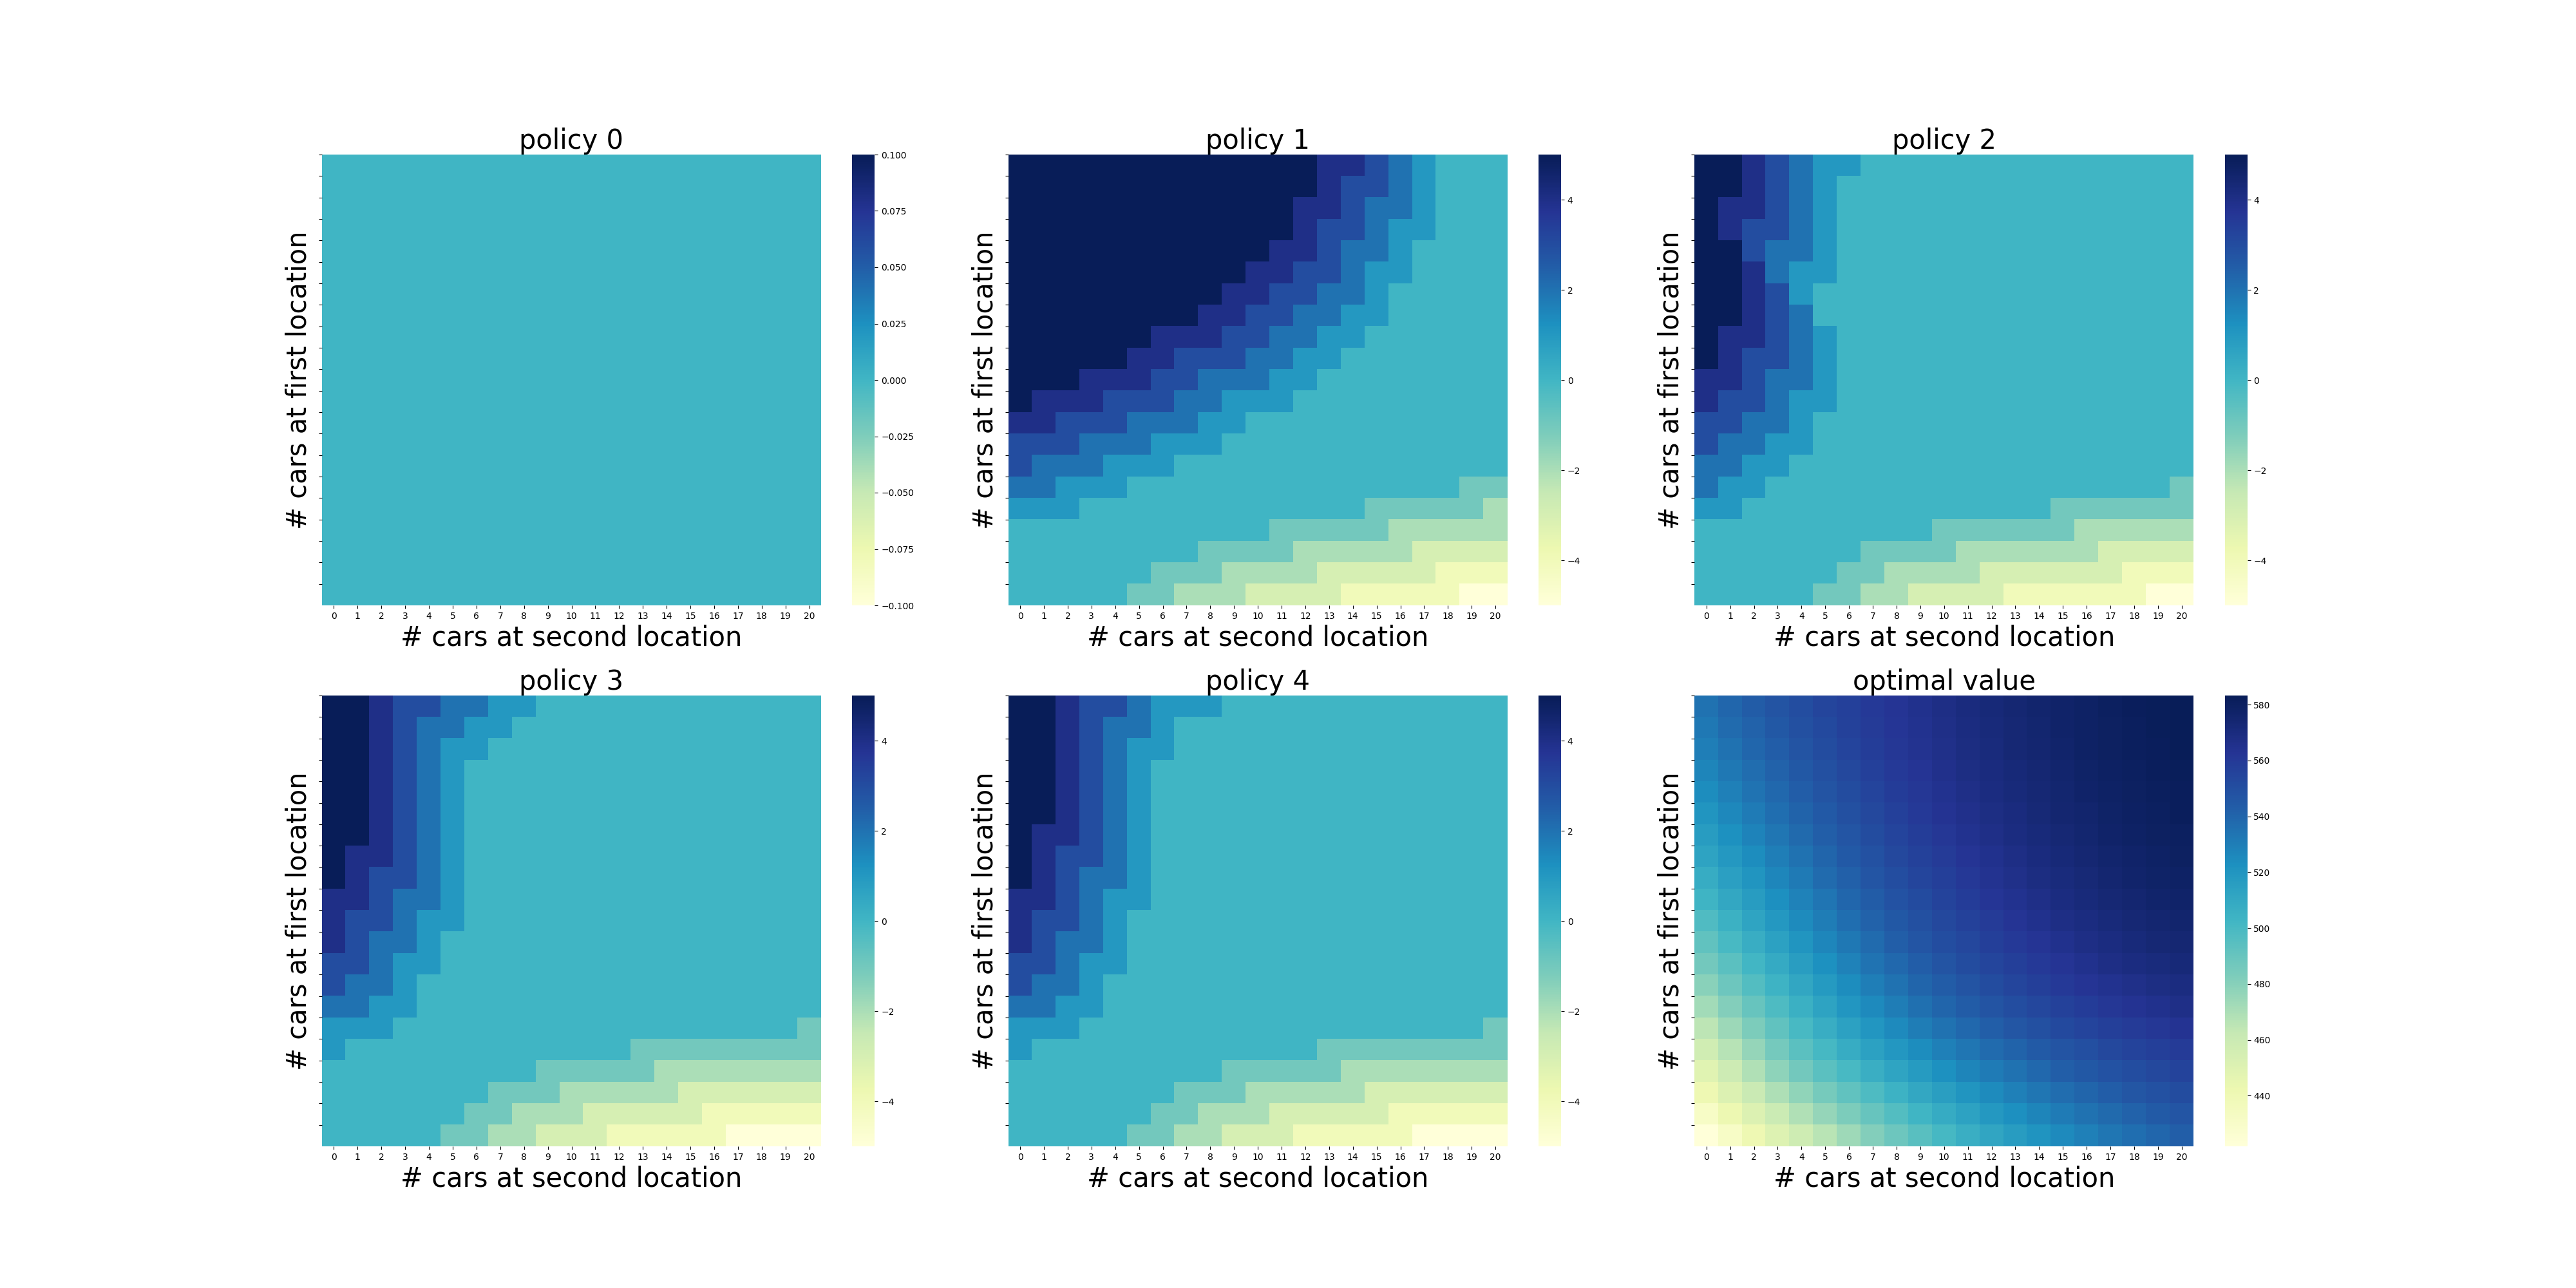 policy 0
policy 1
policy 2
# cars at first location
0.100
0.075
0.050
0.025
0.000
−0.025
−0.050
−0.075
−0.100
# cars at first location
4
2
0
−2
−4
# cars at first location
4
2
0
−2
−4
0 1 2 3 4 5 6 7 8 9 10 11 12 13 14 15 16 17 18 19 20
0 1 2 3 4 5 6 7 8 9 10 11 12 13 14 15 16 17 18 19 20
0 1 2 3 4 5 6 7 8 9 10 11 12 13 14 15 16 17 18 19 20
# cars at second location
# cars at second location
# cars at second location
policy 3
policy 4
optimal value
# cars at first location
4
2
0
−2
−4
# cars at first location
4
2
0
−2
−4
# cars at first location
580
560
540
520
500
480
460
440
0 1 2 3 4 5 6 7 8 9 10 11 12 13 14 15 16 17 18 19 20
0 1 2 3 4 5 6 7 8 9 10 11 12 13 14 15 16 17 18 19 20
0 1 2 3 4 5 6 7 8 9 10 11 12 13 14 15 16 17 18 19 20
# cars at second location
# cars at second location
# cars at second location